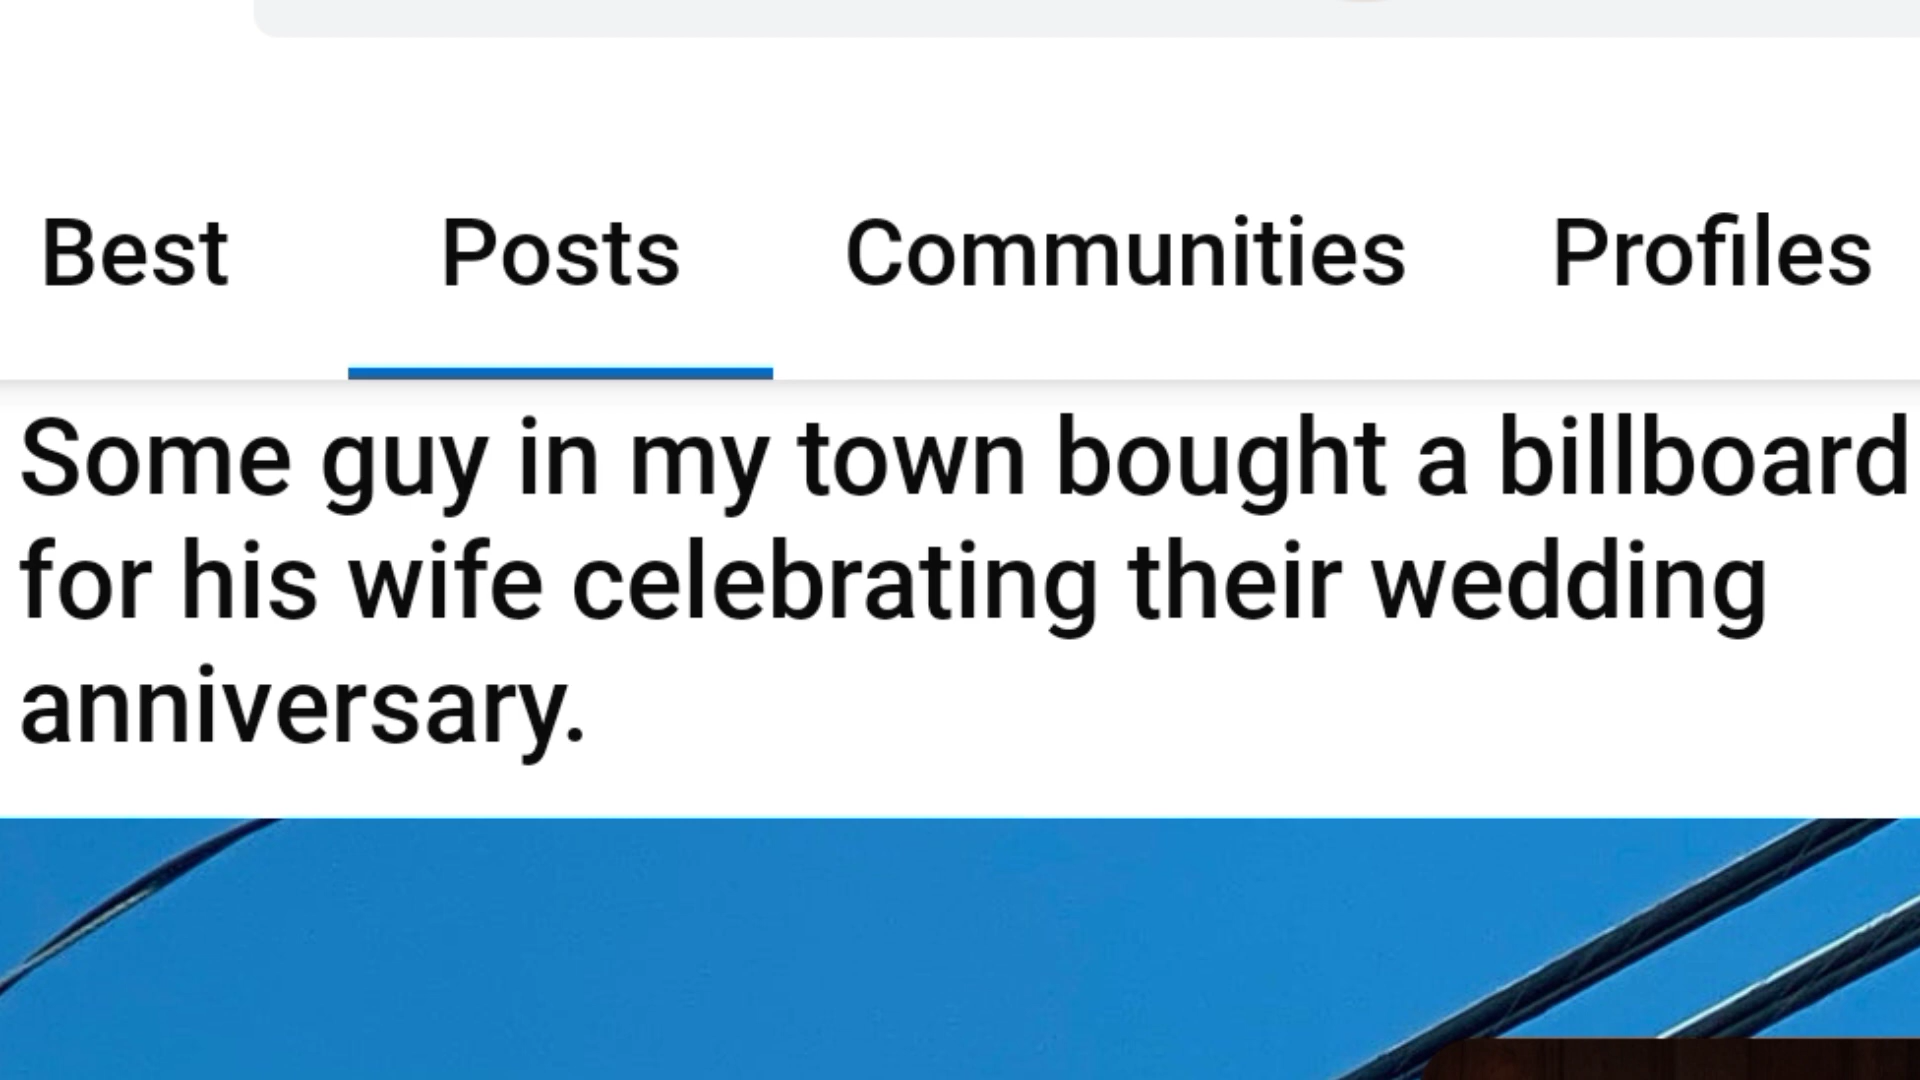 Best Posts Communities Profiles
Some guy in my town bought a billboard
for his wife celebrating their wedding
anniversary.